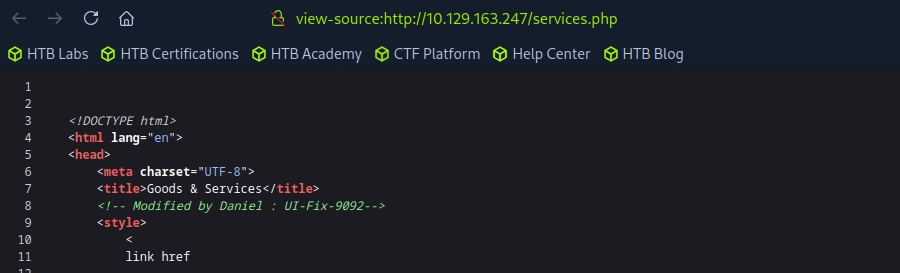 view-source:http://10.129.163.247/services.php
HTB Labs HTB Certifications HTB Academy CTF Platform Help Center HTB Blog
1
2
3 <!DOCTYPE html>
4 <html lang="en">
5 <head>
6 <meta charset="UTF-8">
7 <title>Goods & Services</title>
8 <!-- Modified by Daniel : UI-Fix-9092-->
9 <style>
10 <
11 link href